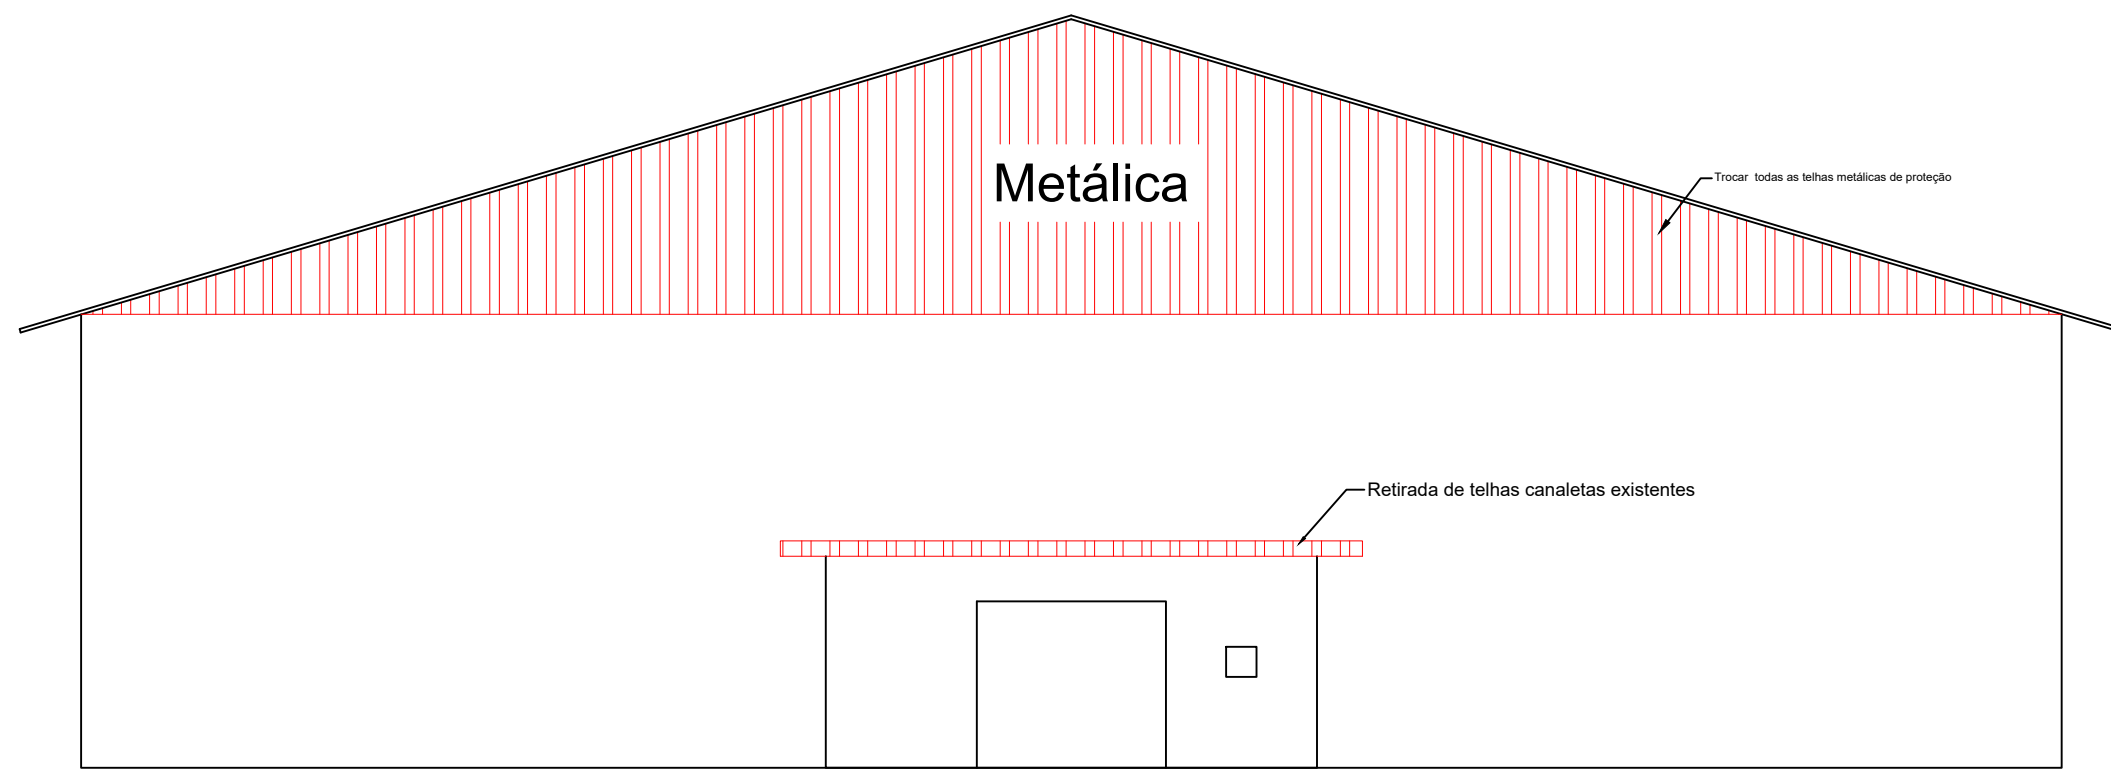 Metálica
Trocar  todas as telhas metálicas de proteção
Retirada de telhas canaletas existentes